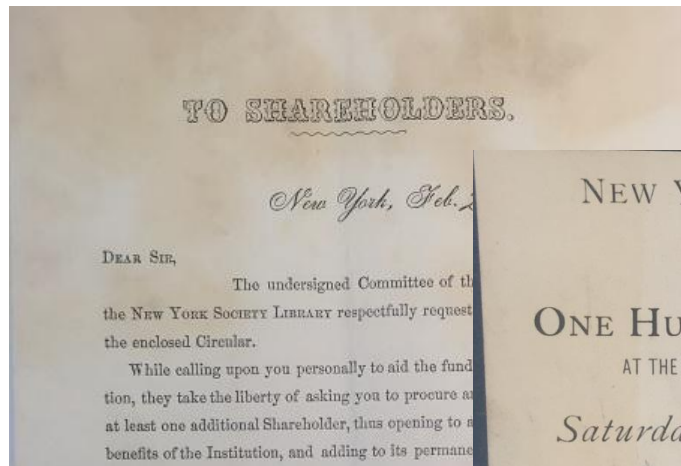 TO SHAREHOLDERS.
New York, Feb.
DEAR SIR,
The undersigned Committee of
the NEW YORK SOCIETY LIBRARY respectfully request
the enclosed Circular.
While calling upon you personally to aid the fund
tion, they take the liberty of asking you to procure
at least one additional Shareholder, thus opening to
benefits of the Institution, and adding to its permane
NEW
ONE HU
AT THE
Saturda